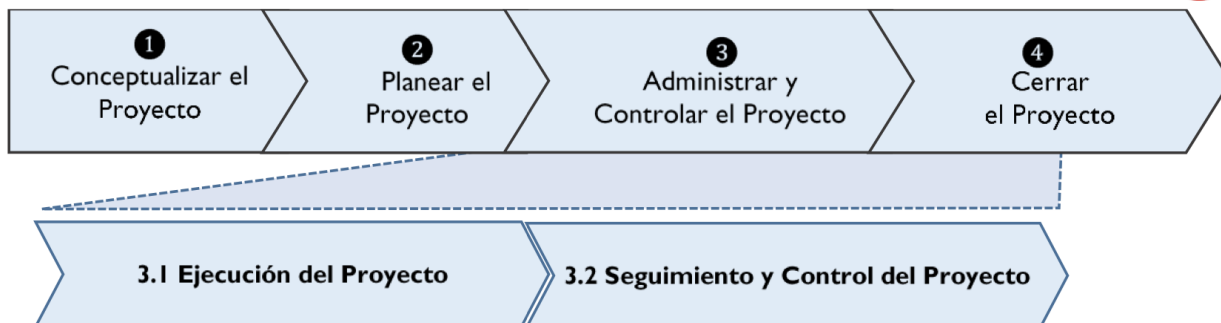 1
Conceptualizar el
Proyecto
2
Planear el
Proyecto
3
Administrar y
Controlar el Proyecto
4
Cerrar
el Proyecto
3.1 Ejecución del Proyecto
3.2 Seguimiento y Control del Proyecto